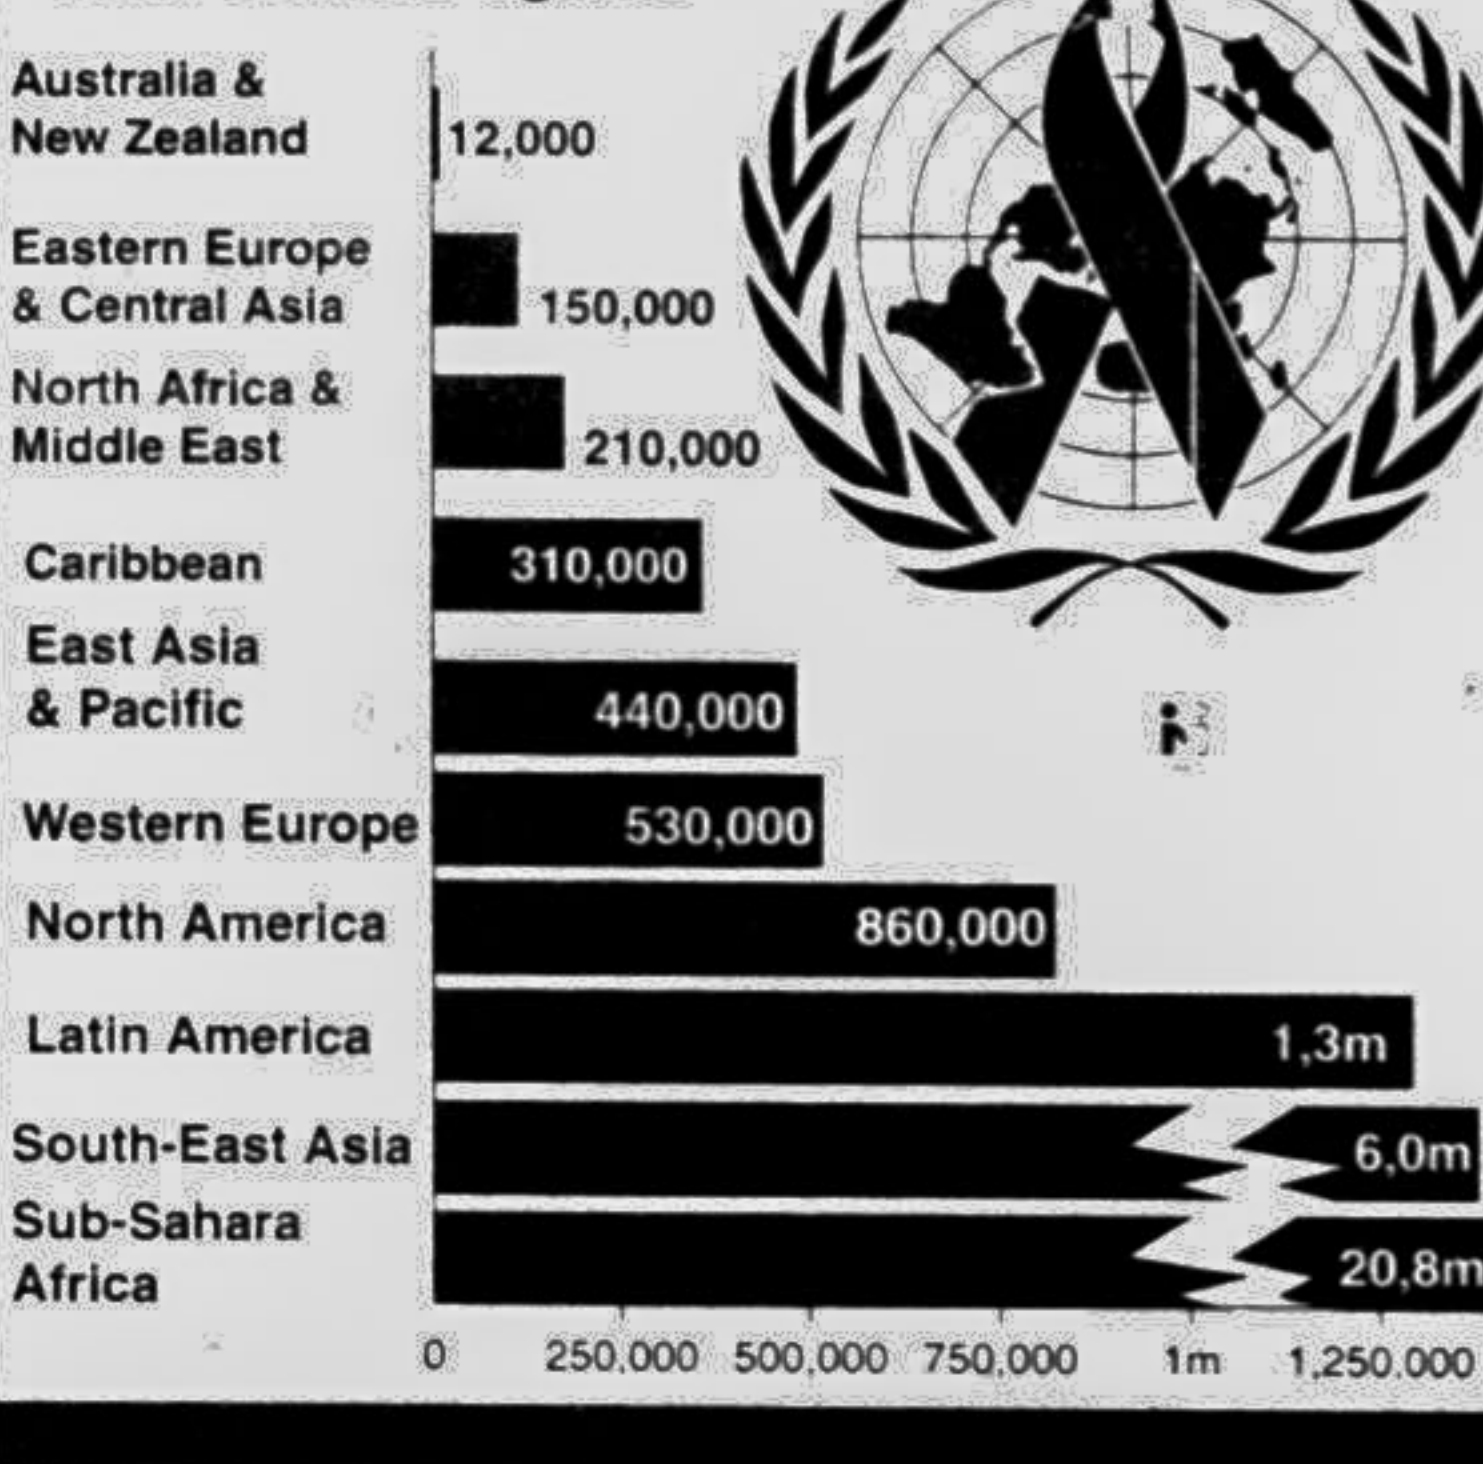 Australia &
New Zealand
12,000
Eastern Europe
& Central Asia
150,000
North Africa &
Middle East
210,000
Caribbean
310,000
East Asia
& Pacific
440,000
Western Europe
530,000
North America
860,000
Latin America
1,3m
South-East Asia
6,0m
Sub-Sahara
Africa
20,8m
0 250,000 500,000 750,000 1m 1,250.000